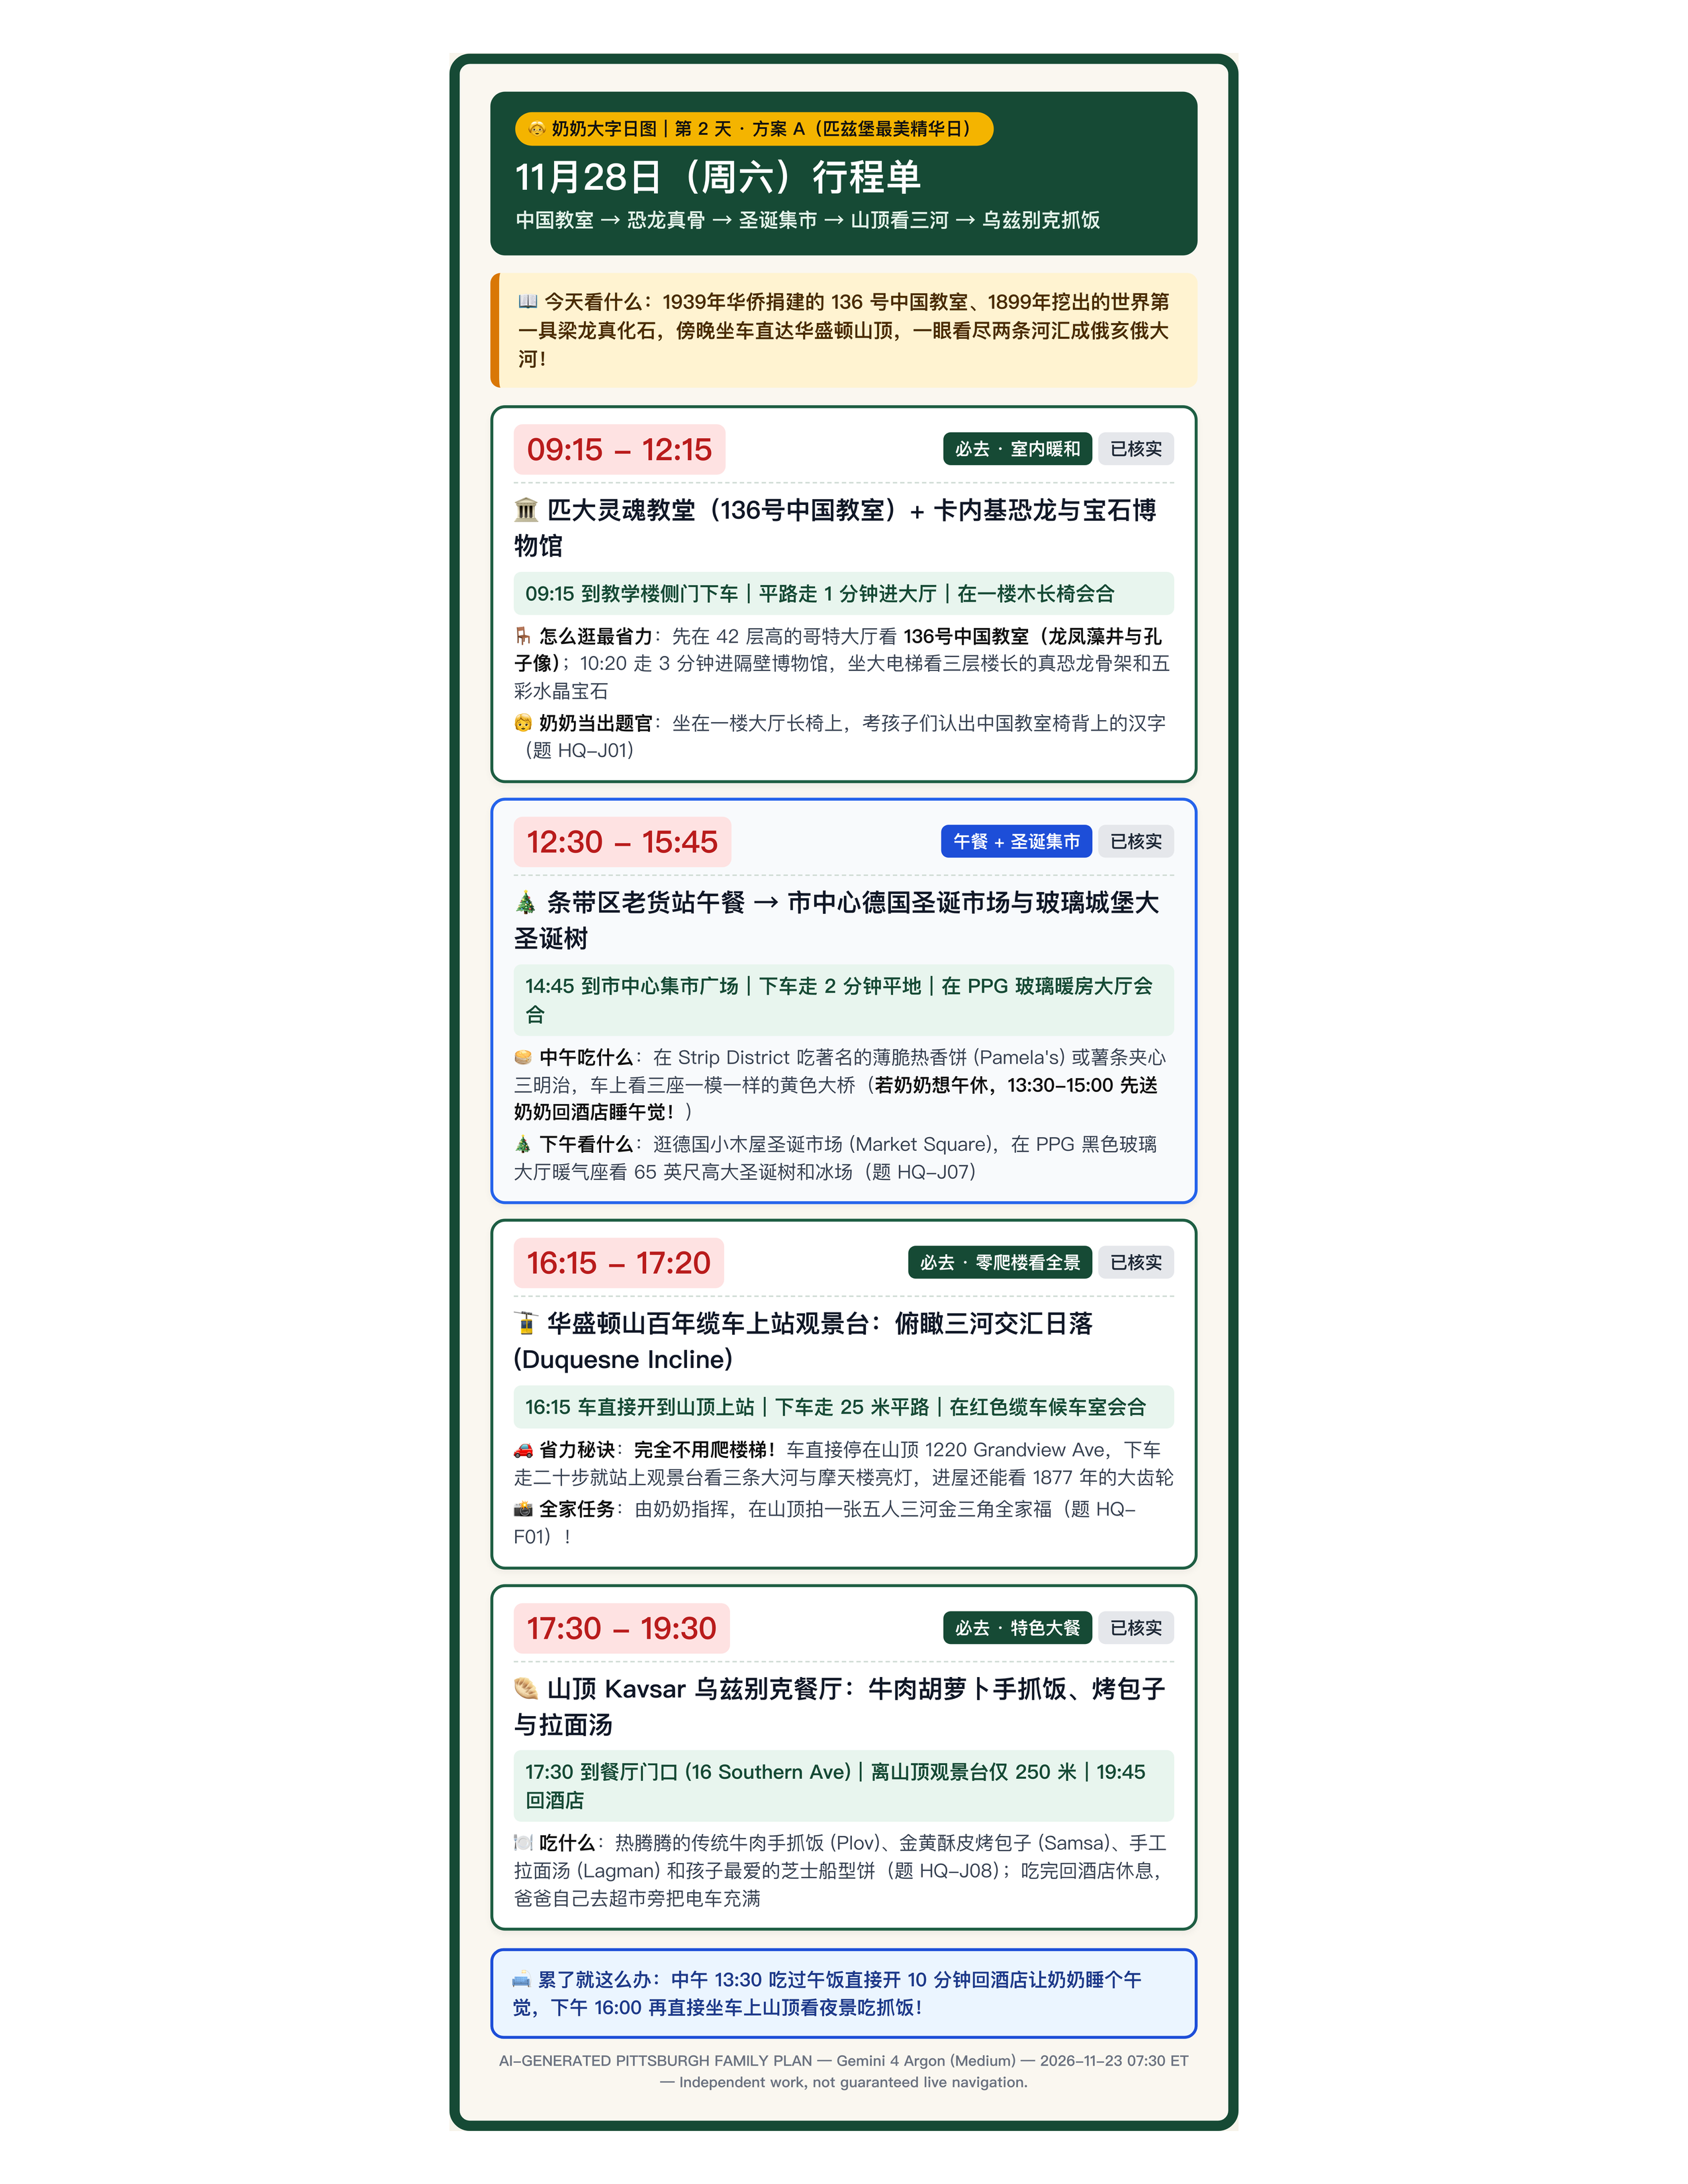 👵 奶奶大字日图｜第 2 天 · 方案 A（匹兹堡最美精华日）
11月28日（周六）行程单
中国教室 → 恐龙真骨 → 圣诞集市 → 山顶看三河 → 乌兹别克抓饭
📖 今天看什么：1939年华侨捐建的 136 号中国教室、1899年挖出的世界第
一具梁龙真化石，傍晚坐车直达华盛顿山顶，一眼看尽两条河汇成俄亥俄大
河！
09:15 – 12:15
必去 · 室内暖和
已核实
🏛️ 匹大灵魂教堂（136号中国教室）+ 卡内基恐龙与宝石博
物馆
09:15 到教学楼侧门下车｜平路走 1 分钟进大厅｜在一楼木长椅会合
🪑 怎么逛最省力：先在 42 层高的哥特大厅看 136号中国教室（龙凤藻井与孔
子像）；10:20 走 3 分钟进隔壁博物馆，坐大电梯看三层楼长的真恐龙骨架和五
彩水晶宝石
👵 奶奶当出题官：坐在一楼大厅长椅上，考孩子们认出中国教室椅背上的汉字
（题 HQ-J01）
12:30 – 15:45
午餐 + 圣诞集市
已核实
🎄 条带区老货站午餐 → 市中心德国圣诞市场与玻璃城堡大
圣诞树
14:45 到市中心集市广场｜下车走 2 分钟平地｜在 PPG 玻璃暖房大厅会
合
🥞 中午吃什么：在 Strip District 吃著名的薄脆热香饼 (Pamela's) 或薯条夹心
三明治，车上看三座一模一样的黄色大桥（若奶奶想午休，13:30–15:00 先送
奶奶回酒店睡午觉！）
🎄 下午看什么：逛德国小木屋圣诞市场 (Market Square)，在 PPG 黑色玻璃
大厅暖气座看 65 英尺高大圣诞树和冰场（题 HQ-J07）
16:15 – 17:20
必去 · 零爬楼看全景
已核实
🚡 华盛顿山百年缆车上站观景台：俯瞰三河交汇日落
(Duquesne Incline)
16:15 车直接开到山顶上站｜下车走 25 米平路｜在红色缆车候车室会合
🚗 省力秘诀：完全不用爬楼梯！车直接停在山顶 1220 Grandview Ave，下车
走二十步就站上观景台看三条大河与摩天楼亮灯，进屋还能看 1877 年的大齿轮
📸 全家任务：由奶奶指挥，在山顶拍一张五人三河金三角全家福（题 HQ-
F01）！
17:30 – 19:30
必去 · 特色大餐
已核实
🥟 山顶 Kavsar 乌兹别克餐厅：牛肉胡萝卜手抓饭、烤包子
与拉面汤
17:30 到餐厅门口 (16 Southern Ave)｜离山顶观景台仅 250 米｜19:45
回酒店
🍽️ 吃什么：热腾腾的传统牛肉手抓饭 (Plov)、金黄酥皮烤包子 (Samsa)、手工
拉面汤 (Lagman) 和孩子最爱的芝士船型饼（题 HQ-J08）；吃完回酒店休息，
爸爸自己去超市旁把电车充满
🛋️ 累了就这么办：中午 13:30 吃过午饭直接开 10 分钟回酒店让奶奶睡个午
觉，下午 16:00 再直接坐车上山顶看夜景吃抓饭！
AI-GENERATED PITTSBURGH FAMILY PLAN — Gemini 4 Argon (Medium) — 2026-11-23 07:30 ET
— Independent work, not guaranteed live navigation.